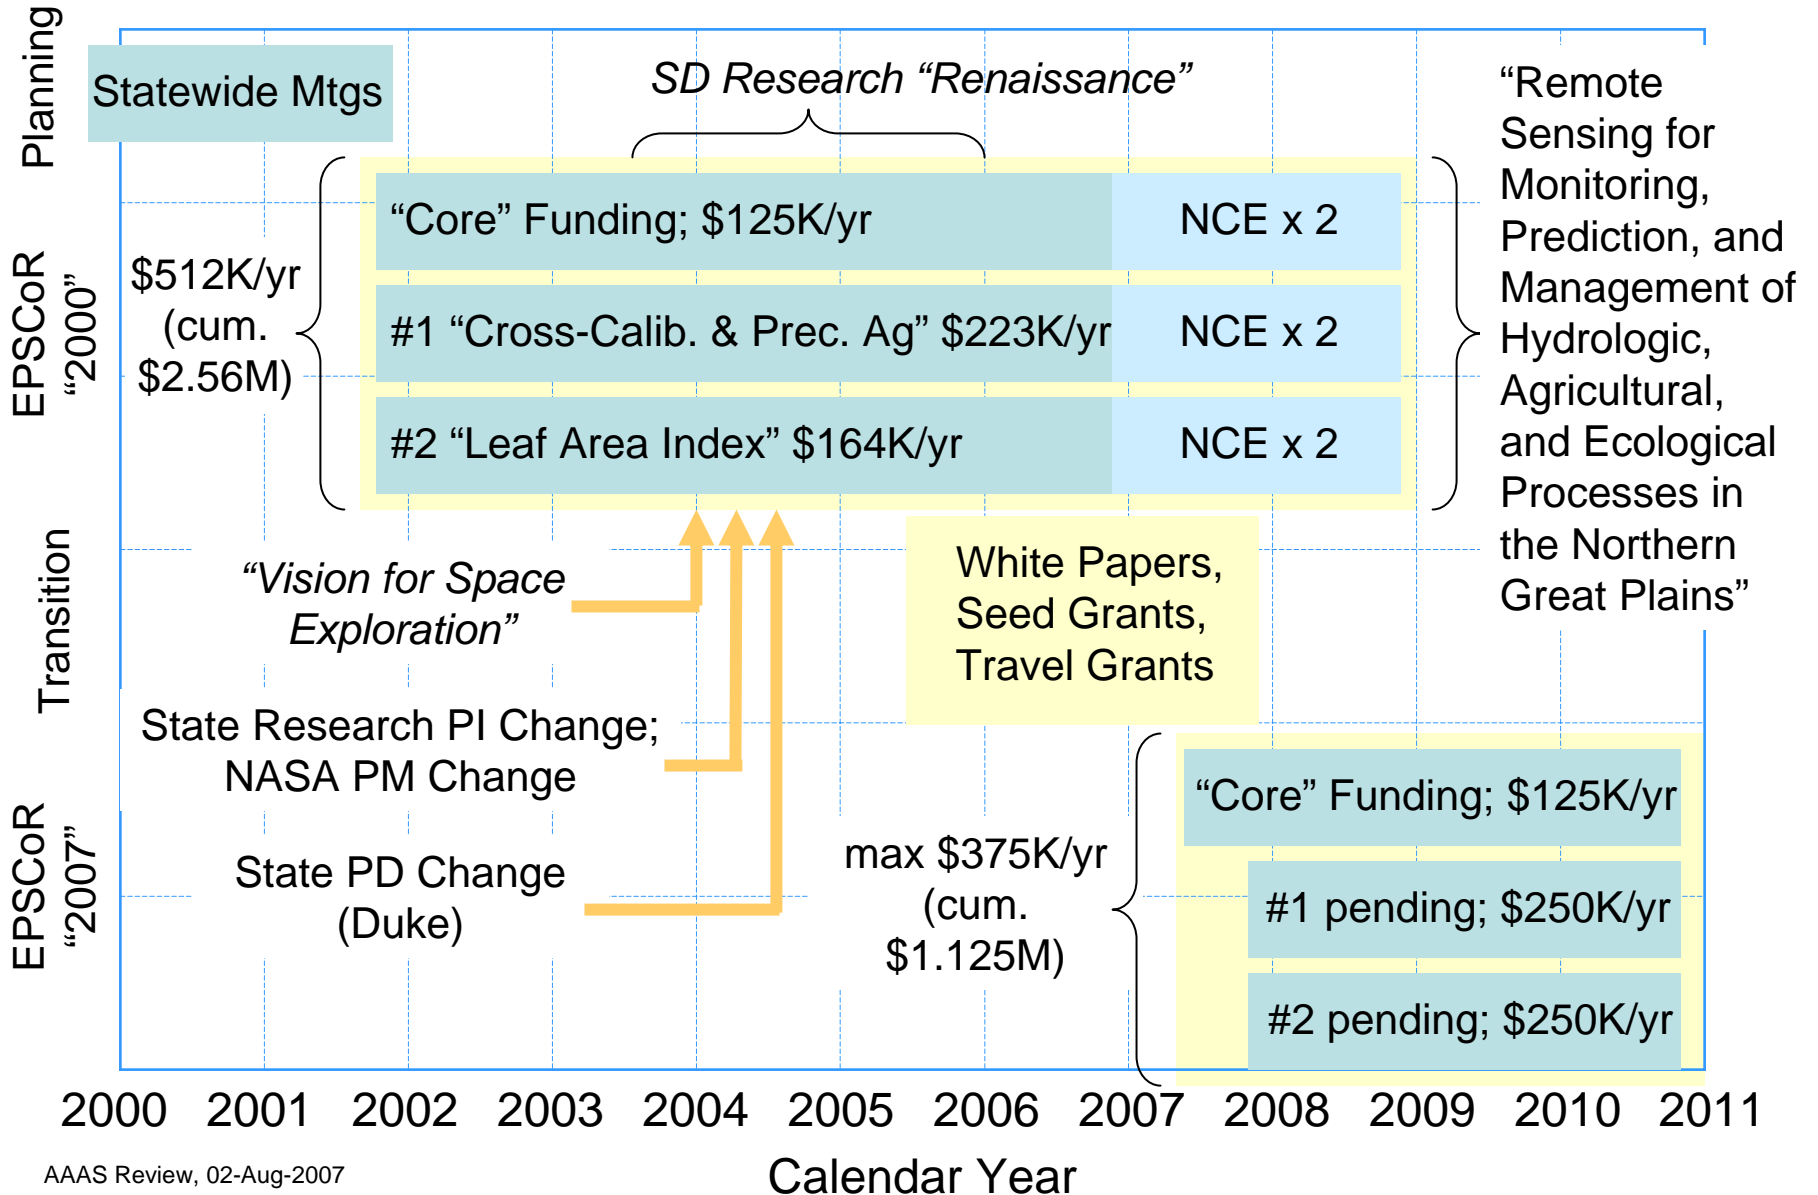 Planning
Statewide Mtgs
SD Research “Renaissance”
“Remote
Sensing for
Monitoring,
Prediction, and
Management of
Hydrologic,
Agricultural,
and Ecological
Processes in
the Northern
Great Plains”
EPSCoR
“2000”
$512K/yr
(cum.
$2.56M)
“Core” Funding; $125K/yr
NCE x 2
#1 “Cross-Calib. & Prec. Ag” $223K/yr
NCE x 2
#2 “Leaf Area Index” $164K/yr
NCE x 2
Transition
“Vision for Space
Exploration”
White Papers,
Seed Grants,
Travel Grants
State Research PI Change;
NASA PM Change
EPSCoR
“2007”
State PD Change
(Duke)
max $375K/yr
(cum.
$1.125M)
“Core” Funding; $125K/yr
#1 pending; $250K/yr
#2 pending; $250K/yr
2000 2001 2002 2003 2004 2005 2006 2007 2008 2009 2010 2011
Calendar Year
AAAS Review, 02-Aug-2007